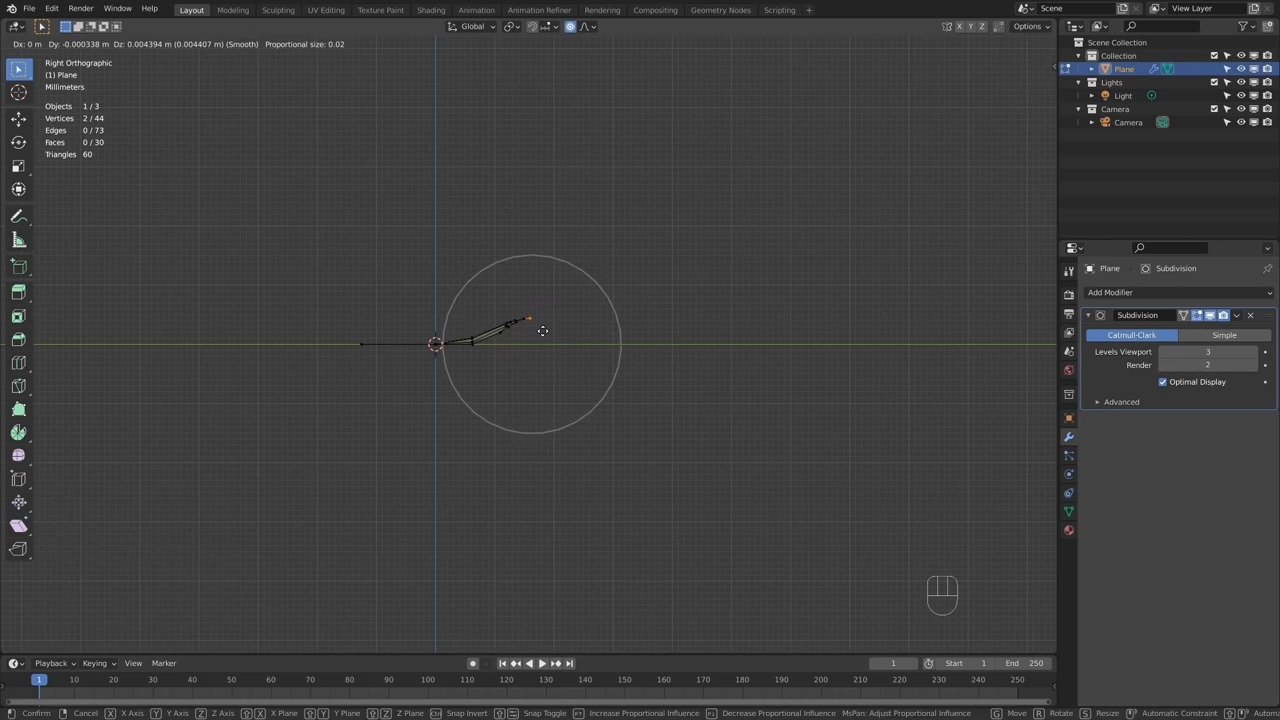 File Edit Render Window Help Layout Modeling Sculpting UV Editing Texture Paint Shading Animation Animation Refiner Rendering Compositing Geometry Nodes Scripting Scene View Layer
Global Options
X Y Z
Dx: 0 m Dy: -0.000338 m Dz: 0.004394 m (0.004407 m) (Smooth) Proportional size: 0.02
Right Orthographic
(1) Plane
Millimeters
Objects 1 / 3
Vertices 2 / 44
Edges 0 / 73
Faces 0 / 30
Triangles 60
Scene Collection
Collection
Plane
Lights
Light
Camera
Camera
Plane Subdivision
Add Modifier
Subdivision
Catmull-Clark Simple
Levels Viewport 3
Render 2
Optimal Display
Advanced
Playback Keying View Marker 1 Start 1 End 250
1 10 20 30 40 50 60 70 80 90 100 110 120 130 140 150 160 170 180 190 200 210 220 230 240 250
Confirm Cancel X X Axis Y Y Axis Z Z Axis X X Plane Y Y Plane Z Z Plane Snap Invert Snap Toggle Increase Proportional Influence Decrease Proportional Influence MsPan: Adjust Proportional Influence G Move R Rotate S Resize Automatic Constraint Automatic Constraint